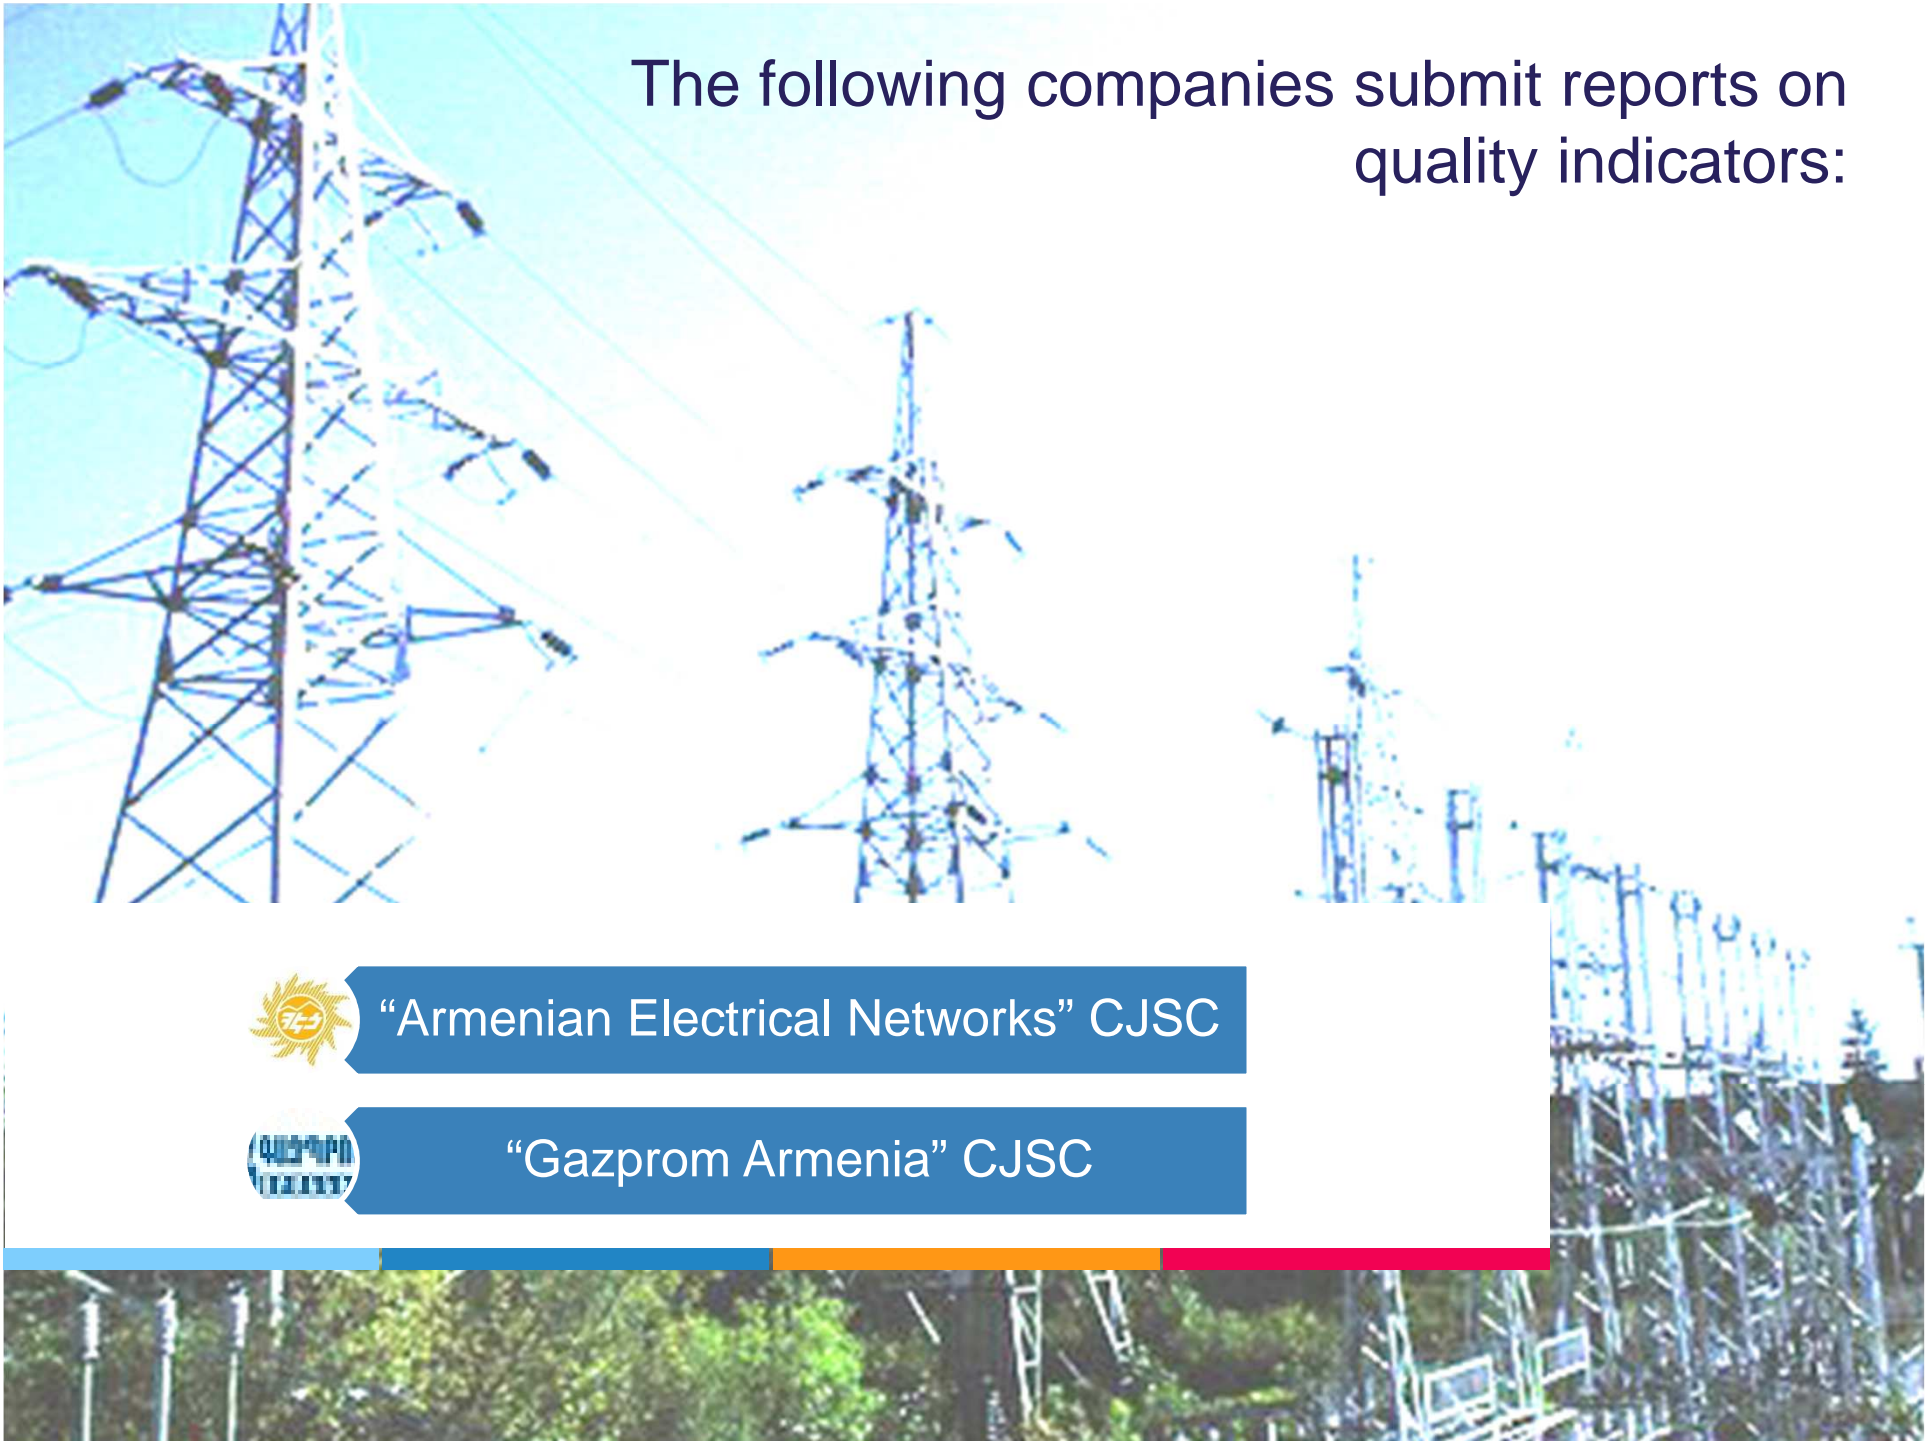 The following companies submit reports on
quality indicators:
“Armenian Electrical Networks” CJSC
“Gazprom Armenia” CJSC